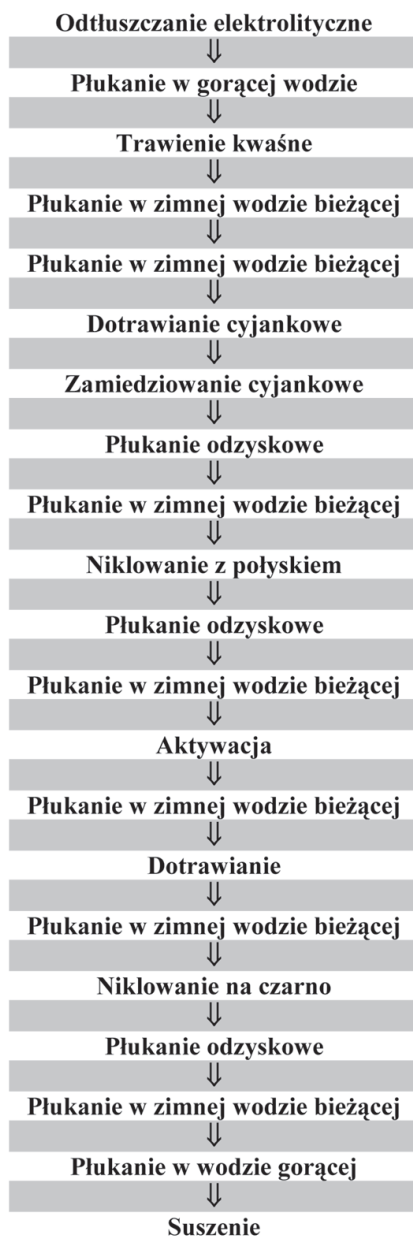 Odtłuszczanie elektrolityczne
⇓
Płukanie w gorącej wodzie
⇓
Trawienie kwaśne
⇓
Płukanie w zimnej wodzie bieżącej
⇓
Płukanie w zimnej wodzie bieżącej
⇓
Dotrawianie cyjankowe
⇓
Zamiedziowanie cyjankowe
⇓
Płukanie odzyskowe
⇓
Płukanie w zimnej wodzie bieżącej
⇓
Niklowanie z połyskiem
⇓
Płukanie odzyskowe
⇓
Płukanie w zimnej wodzie bieżącej
⇓
Aktywacja
⇓
Płukanie w zimnej wodzie bieżącej
⇓
Dotrawianie
⇓
Płukanie w zimnej wodzie bieżącej
⇓
Niklowanie na czarno
⇓
Płukanie odzyskowe
⇓
Płukanie w zimnej wodzie bieżącej
⇓
Płukanie w wodzie gorącej
⇓
Suszenie